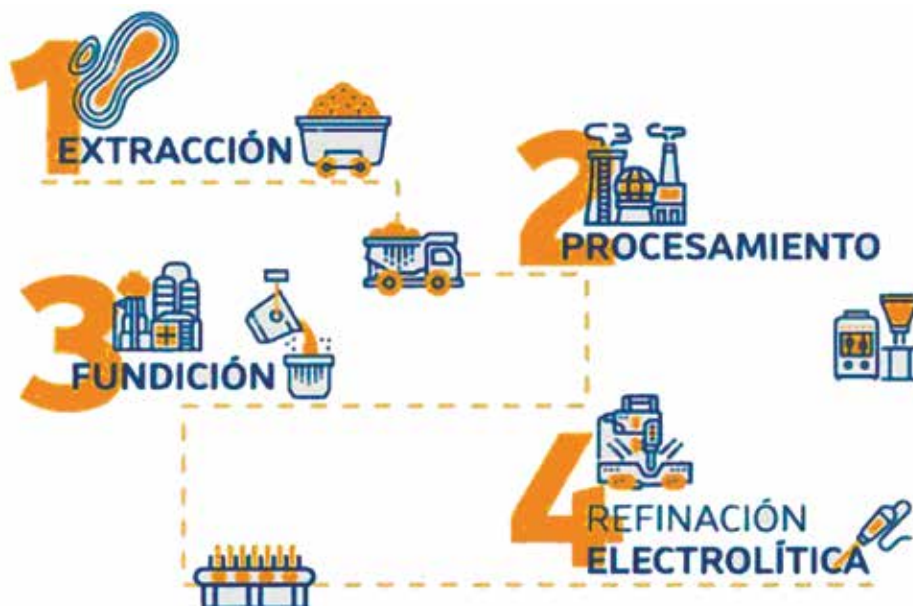 1
EXTRACCIÓN
2
PROCESAMIENTO
3
FUNDICIÓN
4
REFINACIÓN
ELECTROLÍTICA